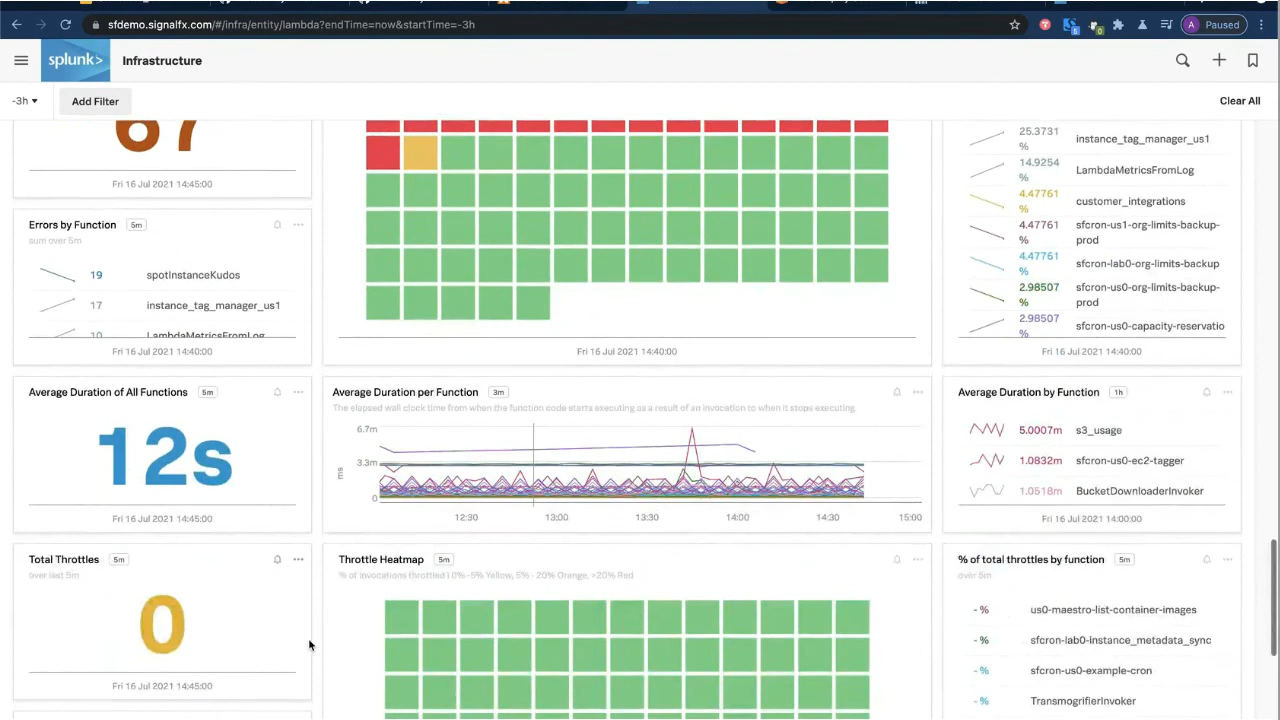 sfdemo.signalfx.com/#/infra/entity/lambda?endTime=now&startTime=-3h
A Paused
splunk>
Infrastructure
-3h
Add Filter
Clear All
67
Fri 16 Jul 2021 14:45:00
Errors by Function 5m
sum over 5m
19 spotInstanceKudos
17 instance_tag_manager_us1
10 LambdaMetricsFromLog
Fri 16 Jul 2021 14:40:00
Fri 16 Jul 2021 14:40:00
25.3731 % instance_tag_manager_us1
14.9254 % LambdaMetricsFromLog
4.47761 % customer_integrations
4.47761 % sfcron-us1-org-limits-backup-prod
4.47761 % sfcron-lab0-org-limits-backup
2.98507 % sfcron-us0-org-limits-backup-prod
2.98507 % sfcron-us0-capacity-reservatio
Fri 16 Jul 2021 14:40:00
Average Duration of All Functions 5m
12s
Fri 16 Jul 2021 14:45:00
Average Duration per Function 3m
The elapsed wall clock time from when the function code starts executing as a result of an invocation to when it stops executing.
6.7m
3.3m
0
ms
12:30 13:00 13:30 14:00 14:30 15:00
Average Duration by Function 1h
5.0007m s3_usage
1.0832m sfcron-us0-ec2-tagger
1.0518m BucketDownloaderInvoker
Fri 16 Jul 2021 14:00:00
Total Throttles 5m
over last 5m
0
Fri 16 Jul 2021 14:45:00
Throttle Heatmap 5m
% of invocations (throttled ) 0% -5% Yellow, 5% - 20% Orange, >20% Red
% of total throttles by function 5m
over 5m
- % us0-maestro-list-container-images
- % sfcron-lab0-instance_metadata_sync
- % sfcron-us0-example-cron
- % TransmogrifierInvoker